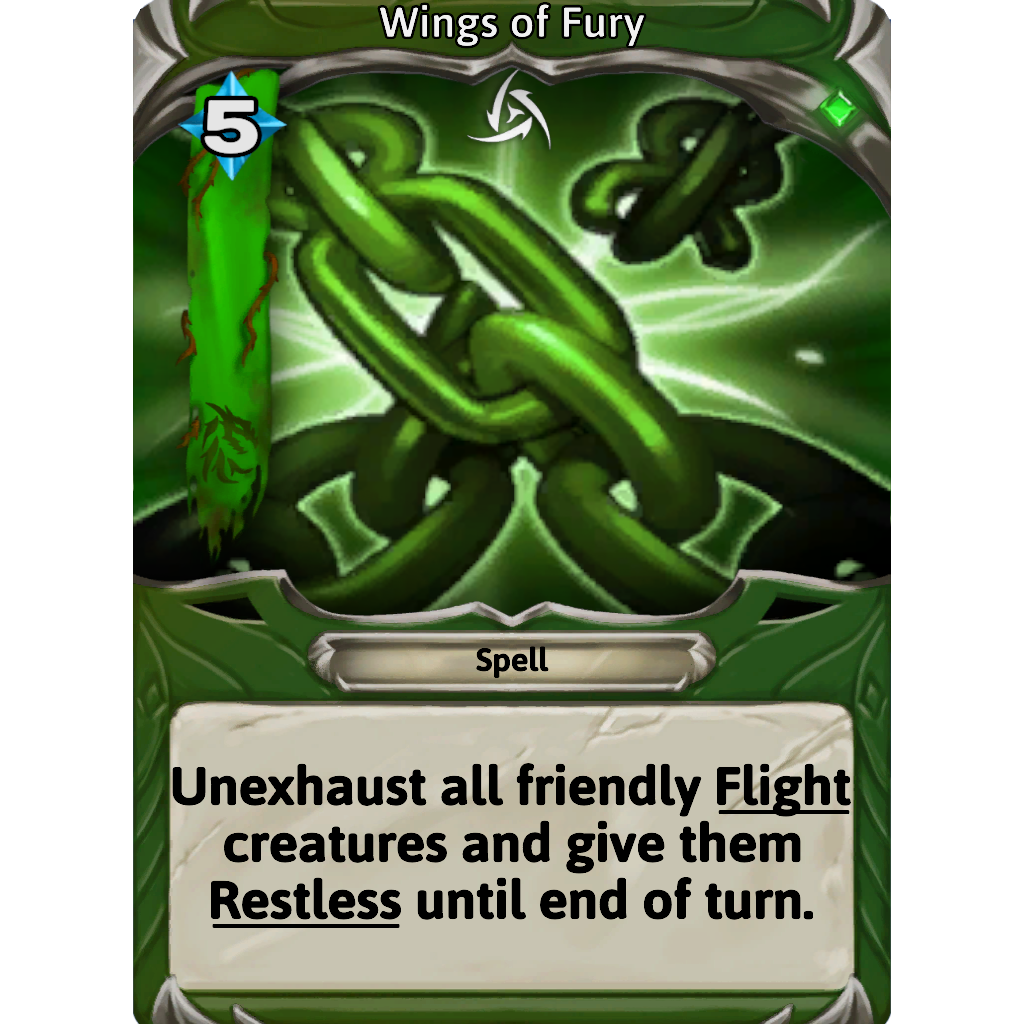 Wings of Fury
5
Spell
Unexhaust all friendly Flight
creatures and give them
Restless until end of turn.